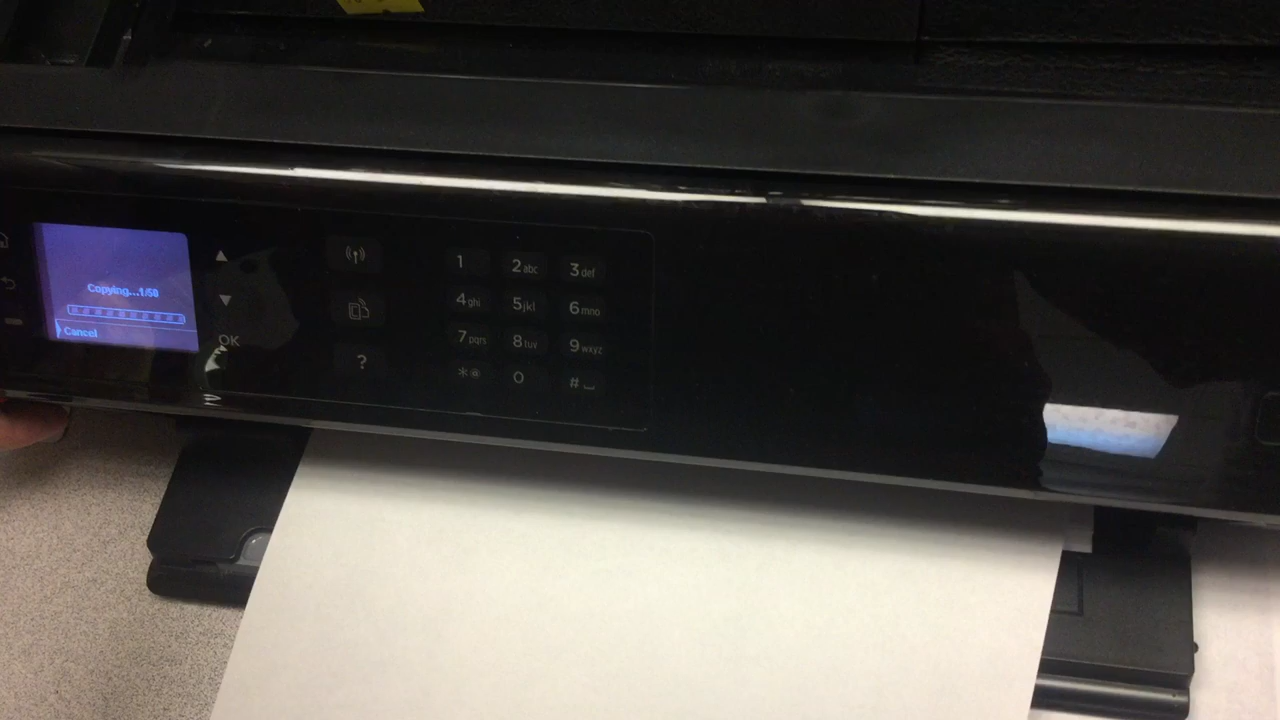 Copying...1/50
Cancel
OK
?
1
2abc
3def
4ghi
5jkl
6mno
7pqrs
8tuv
9wxyz
*@
0
#